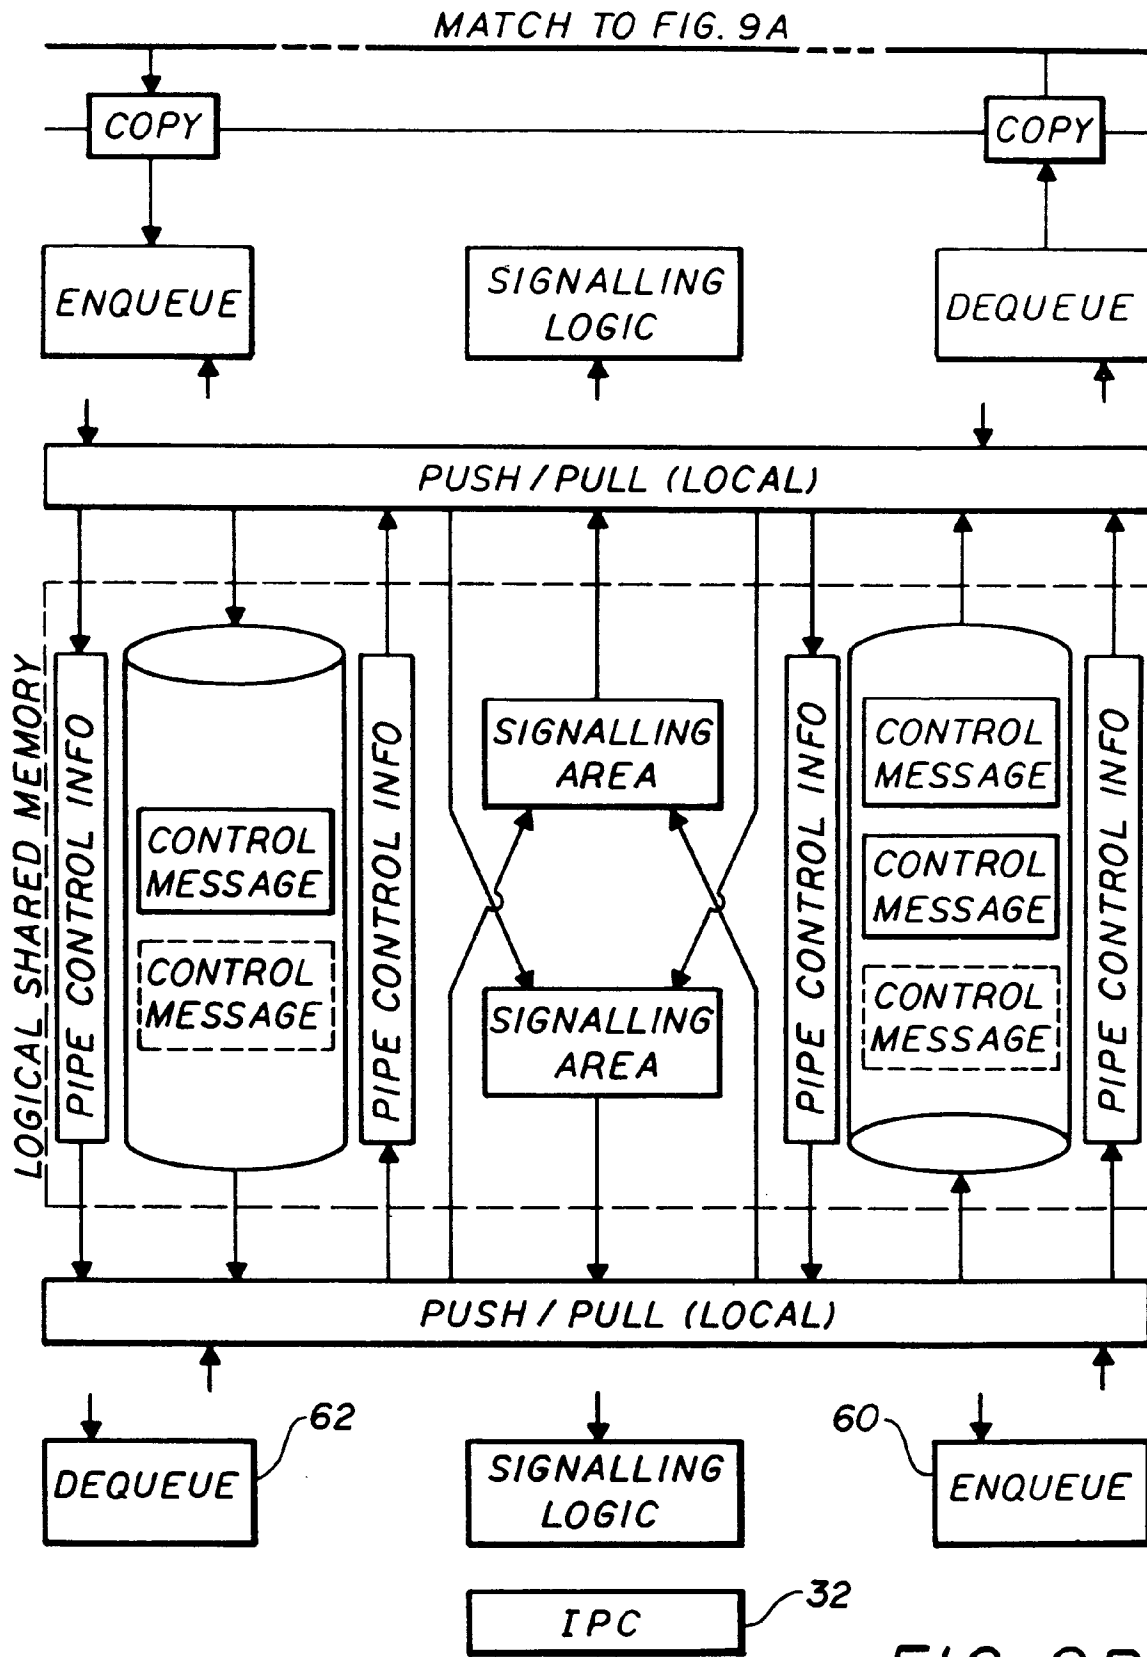 MATCH TO FIG. 9A
COPY
COPY
ENQUEUE
SIGNALLING
LOGIC
DEQUEUE
PUSH/PULL (LOCAL)
LOGICAL SHARED MEMORY
PIPE CONTROL INFO
CONTROL
MESSAGE
CONTROL
MESSAGE
PIPE CONTROL INFO
SIGNALLING
AREA
SIGNALLING
AREA
PIPE CONTROL INFO
CONTROL
MESSAGE
CONTROL
MESSAGE
CONTROL
MESSAGE
PIPE CONTROL INFO
PUSH/PULL (LOCAL)
62
DEQUEUE
SIGNALLING
LOGIC
60
ENQUEUE
IPC
32